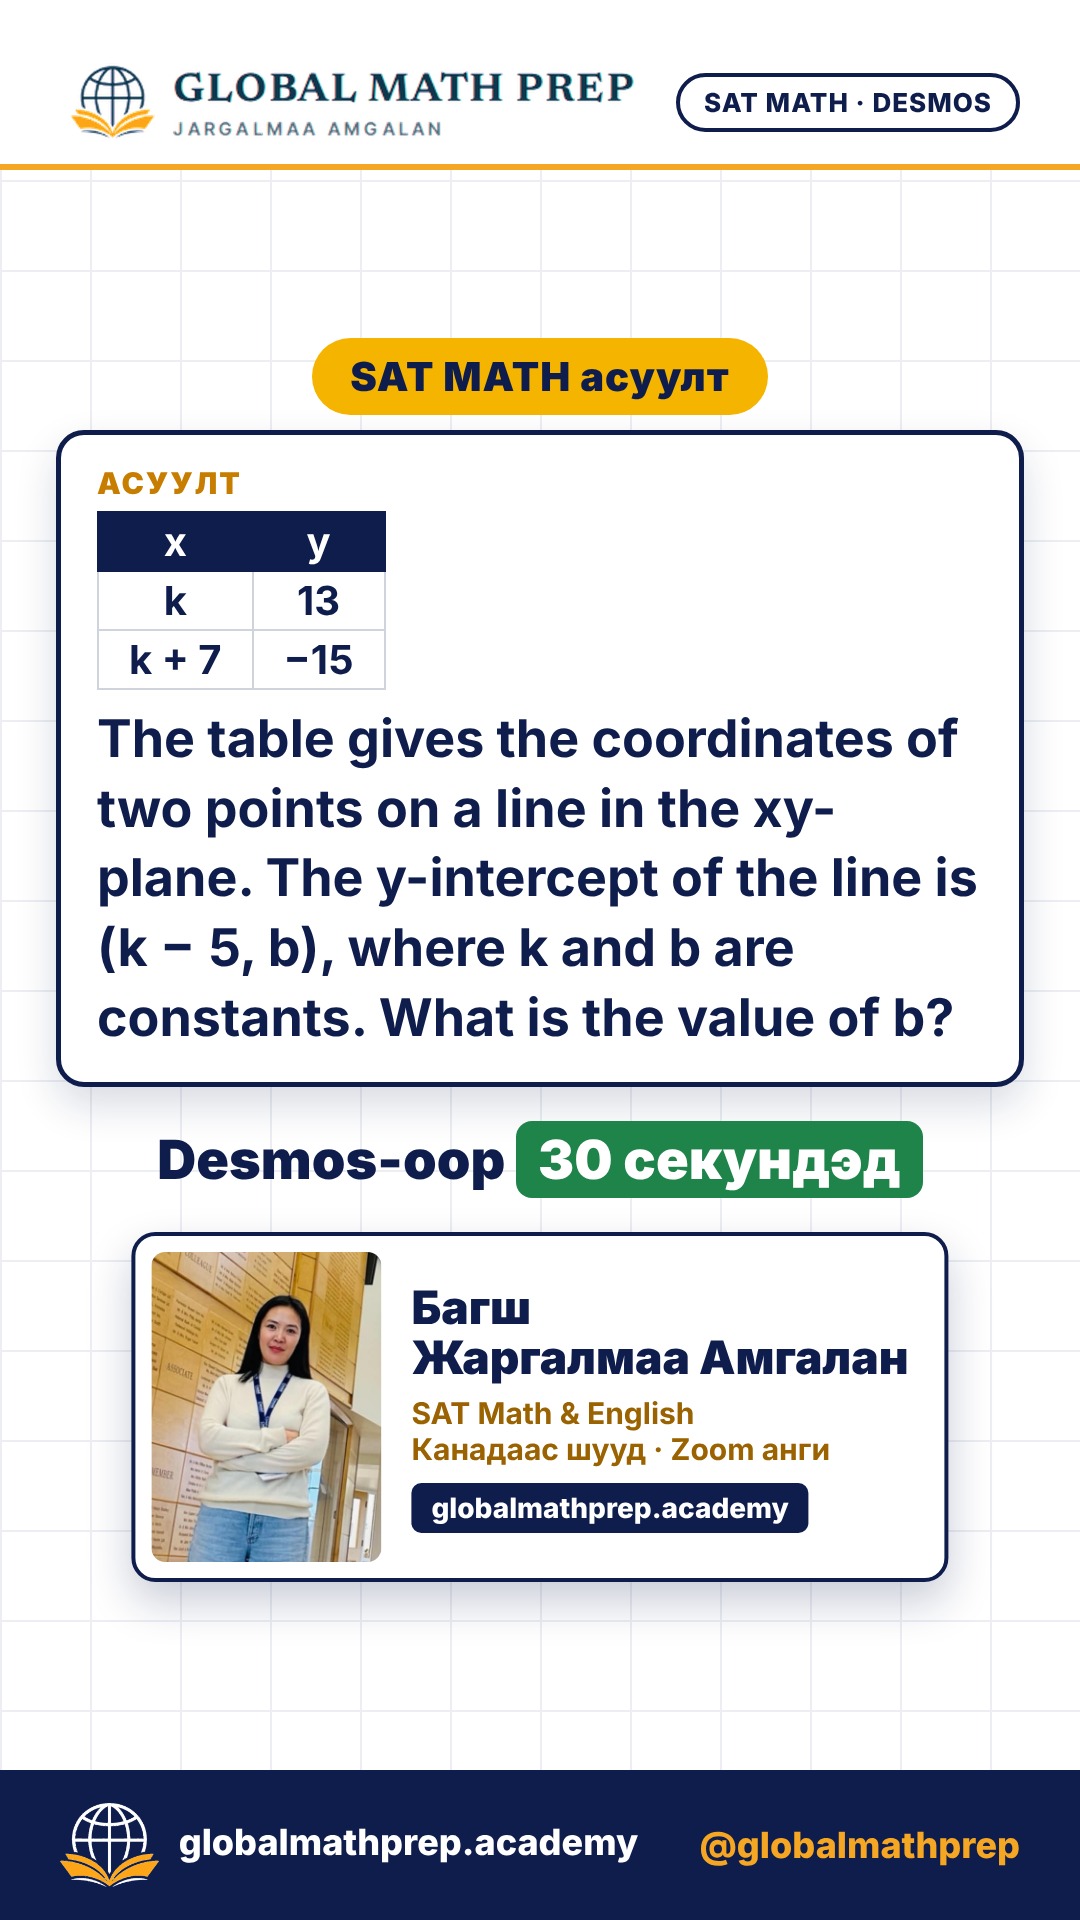 GLOBAL MATH PREP
JARGALMAA AMGALAN
SAT MATH · DESMOS
SAT MATH асуулт
АСУУЛТ
x y
k 13
k + 7 −15
The table gives the coordinates of
two points on a line in the xy-
plane. The y-intercept of the line is
(k − 5, b), where k and b are
constants. What is the value of b?
Desmos-оор 30 секундэд
Багш
Жаргалмаа Амгалан
SAT Math & English
Канадаас шууд · Zoom анги
globalmathprep.academy
globalmathprep.academy
@globalmathprep